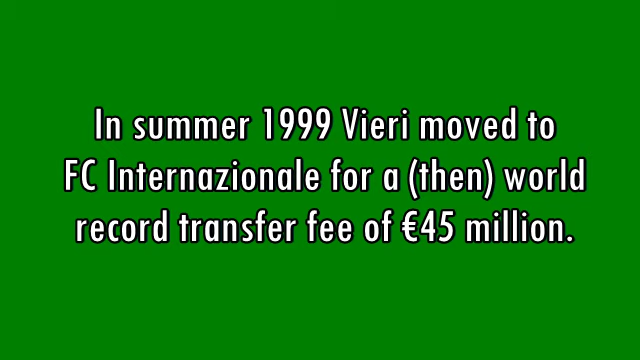 In summer 1999 Vieri moved to
FC Internazionale for a (then) world
record transfer fee of €45 million.